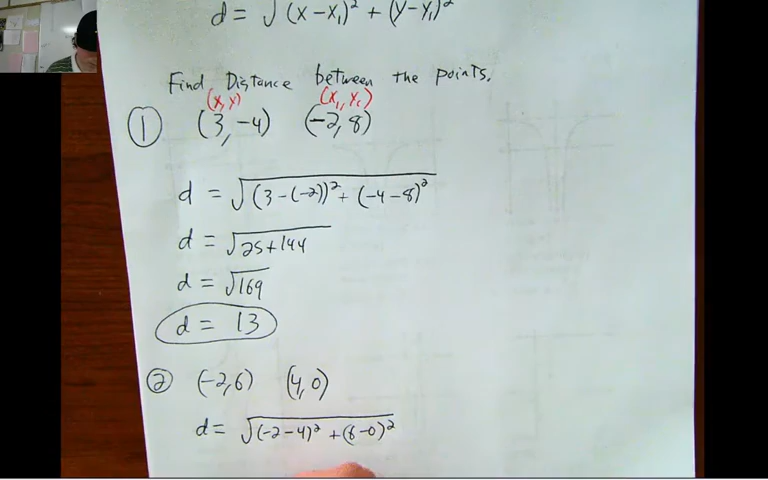 d = √(x-x₁)² + (y-y₁)²
Find Distance between the points.
(x, y) (x₁, y₁)
① (3, -4) (-2, 8)
d = √(3-(-2))² + (-4-8)²
d = √25+144
d = √169
d = 13
② (-2, 6) (4, 0)
d = √(-2-4)² + (6-0)²